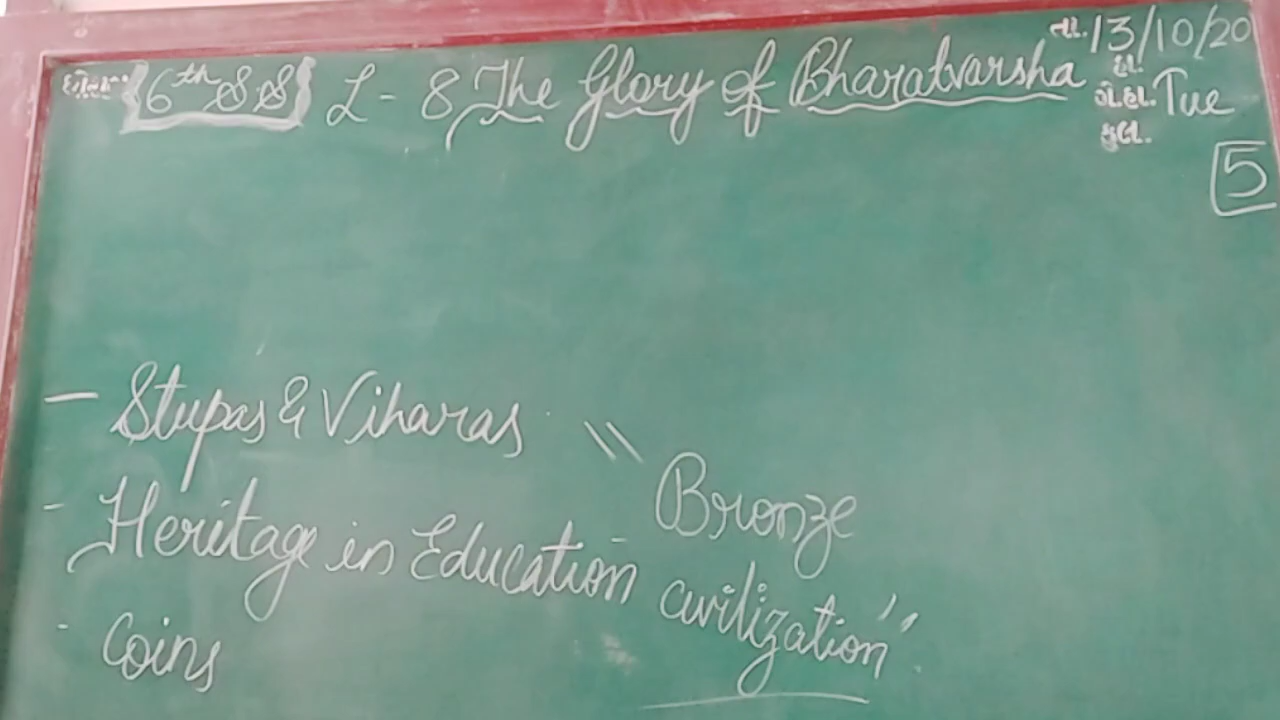 6th S.S L - 8 The Glory of Bharatvarsha
તા. 13/10/20
હા.
ગે.હા. Tue
કુલ.
5
- Stupas & Viharas
- Heritage in Education
- Coins
\\ Bronze
civilization"